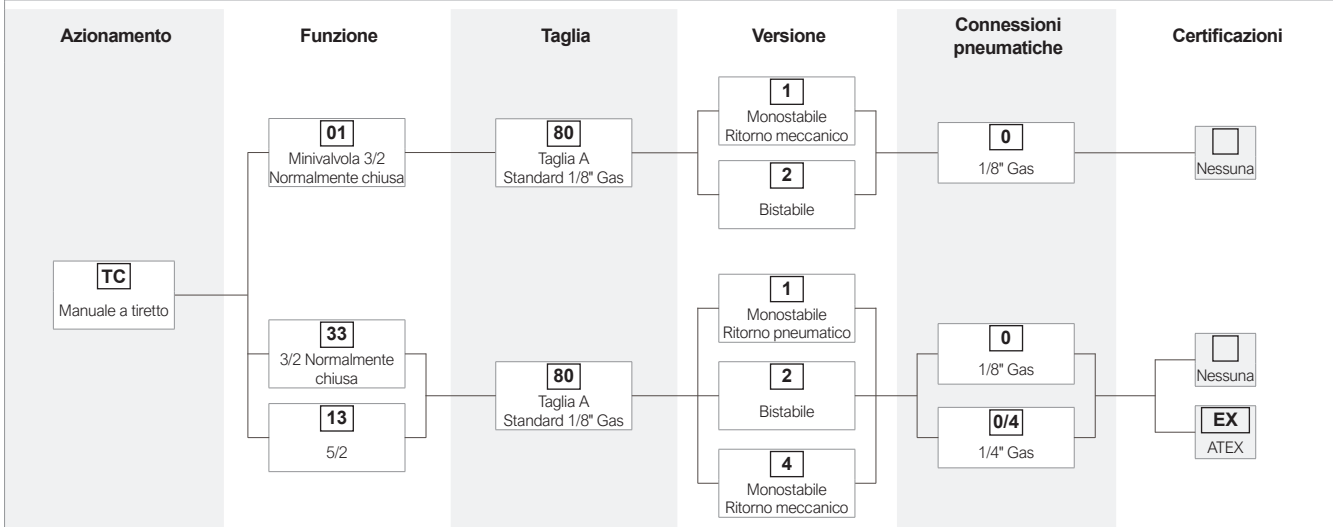 Azionamento
Funzione
Taglia
Versione
Connessioni
pneumatiche
Certificazioni
TC
Manuale a tiretto
01
Minivalvola 3/2
Normalmente chiusa
80
Taglia A
Standard 1/8" Gas
1
Monostabile
Ritorno meccanico
2
Bistabile
0
1/8" Gas
Nessuna
33
3/2 Normalmente
chiusa
13
5/2
80
Taglia A
Standard 1/8" Gas
1
Monostabile
Ritorno pneumatico
2
Bistabile
4
Monostabile
Ritorno meccanico
0
1/8" Gas
0/4
1/4" Gas
Nessuna
EX
ATEX